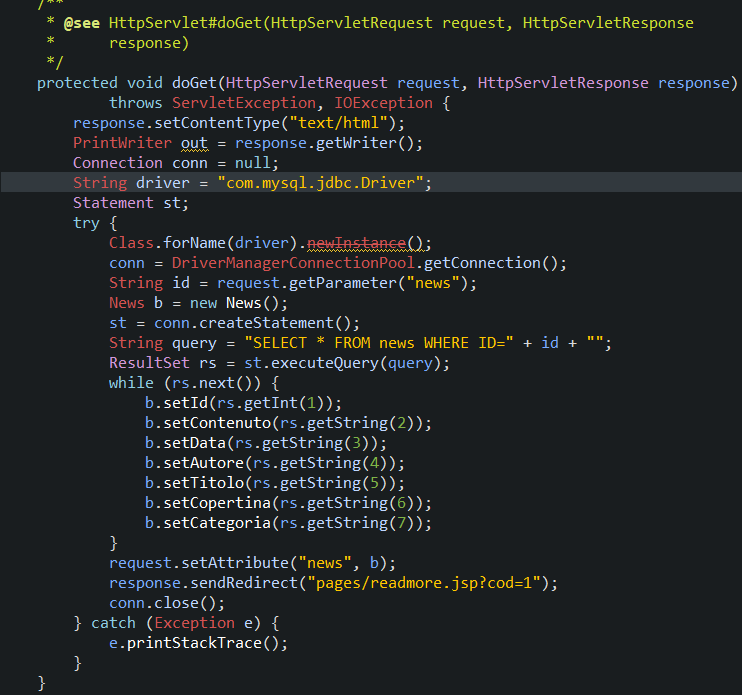 /**
 * @see HttpServlet#doGet(HttpServletRequest request, HttpServletResponse
 *      response)
 */
protected void doGet(HttpServletRequest request, HttpServletResponse response)
        throws ServletException, IOException {
    response.setContentType("text/html");
    PrintWriter out = response.getWriter();
    Connection conn = null;
    String driver = "com.mysql.jdbc.Driver";
    Statement st;
    try {
        Class.forName(driver).newInstance();
        conn = DriverManagerConnectionPool.getConnection();
        String id = request.getParameter("news");
        News b = new News();
        st = conn.createStatement();
        String query = "SELECT * FROM news WHERE ID=" + id + "";
        ResultSet rs = st.executeQuery(query);
        while (rs.next()) {
            b.setId(rs.getInt(1));
            b.setContenuto(rs.getString(2));
            b.setData(rs.getString(3));
            b.setAutore(rs.getString(4));
            b.setTitolo(rs.getString(5));
            b.setCopertina(rs.getString(6));
            b.setCategoria(rs.getString(7));
        }
        request.setAttribute("news", b);
        response.sendRedirect("pages/readmore.jsp?cod=1");
        conn.close();
    } catch (Exception e) {
        e.printStackTrace();
    }
}